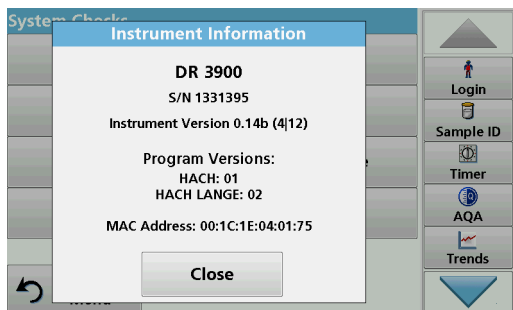 System Checks
Instrument Information
DR 3900
S/N 1331395
Instrument Version 0.14b (4|12)
Program Versions:
HACH: 01
HACH LANGE: 02
MAC Address: 00:1C:1E:04:01:75
Close
Menu
Login
Sample ID
Timer
AQA
Trends